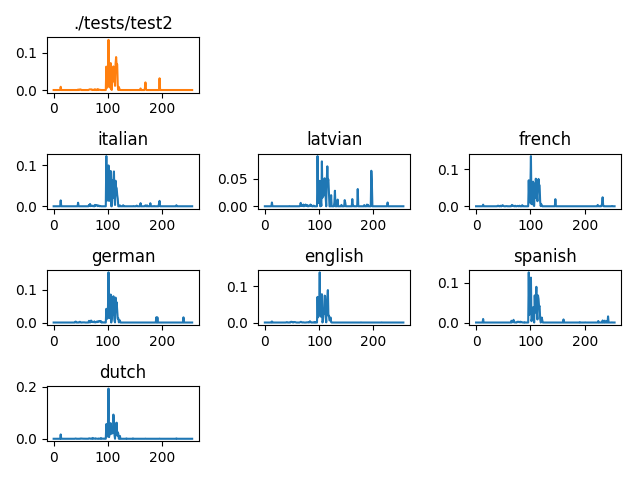 ./tests/test2
0.1
0.0
0 100 200
italian latvian french
0.1 0.05 0.1
0.0 0.00 0.0
0 100 200 0 100 200 0 100 200
german english spanish
0.1 0.1 0.1
0.0 0.0 0.0
0 100 200 0 100 200 0 100 200
dutch
0.2
0.0
0 100 200